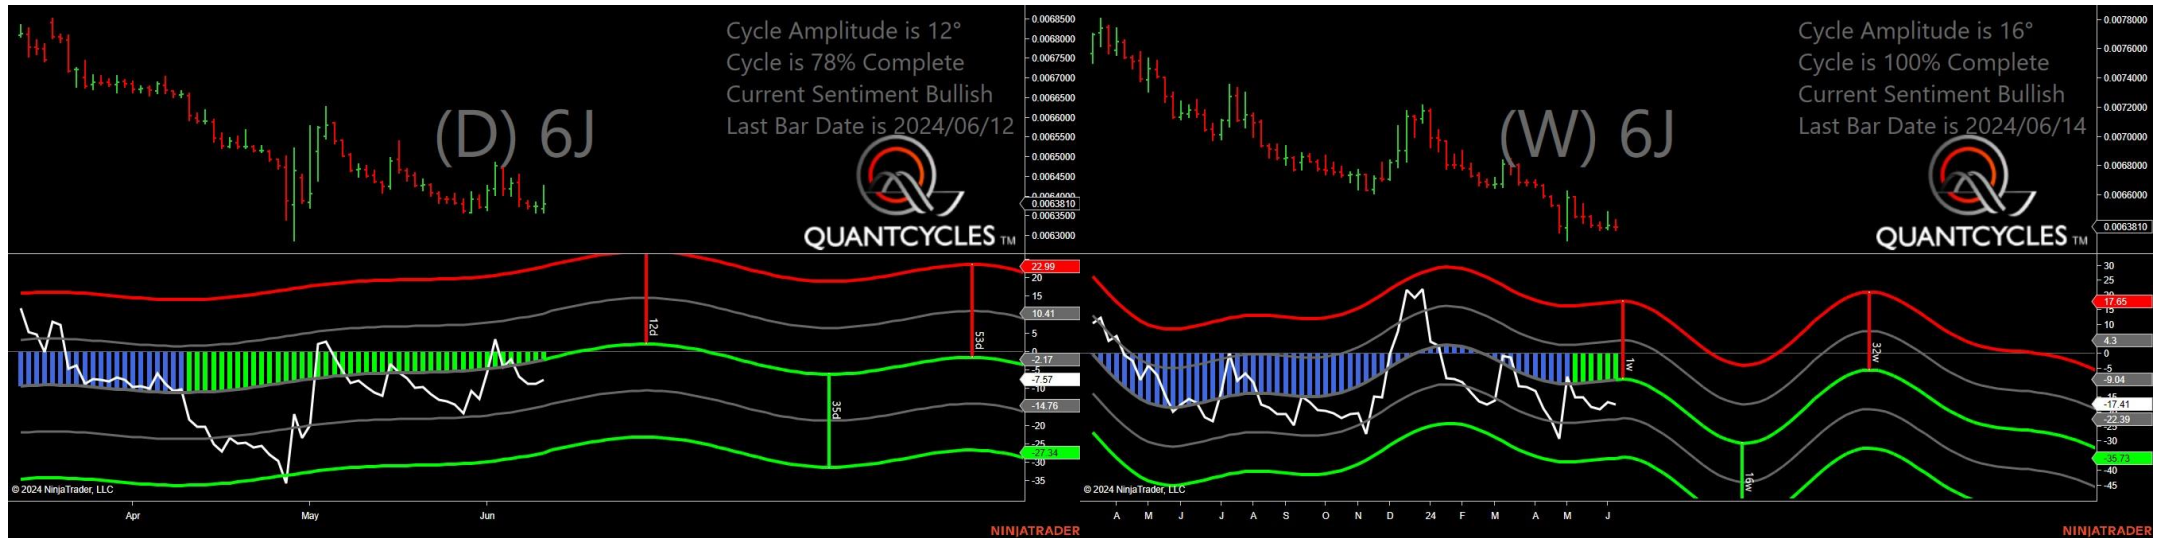 Cycle Amplitude is 12°
Cycle is 78% Complete
Current Sentiment Bullish
Last Bar Date is 2024/06/12
(D) 6J
QUANTCYCLES TM
0.0068500
0.0068000
0.0067500
0.0067000
0.0066500
0.0066000
0.0065500
0.0065000
0.0064500
0.0063810
0.0063500
0.0063000
12d
53d
35d
22.99
20
15
10.41
5
0
-2.17
-7.57
-10
-14.76
-20
-25
-27.34
-30
-35
© 2024 NinjaTrader, LLC
Apr May Jun
NINJATRADER
Cycle Amplitude is 16°
Cycle is 100% Complete
Current Sentiment Bullish
Last Bar Date is 2024/06/14
(W) 6J
QUANTCYCLES TM
0.0078000
0.0076000
0.0074000
0.0072000
0.0070000
0.0068000
0.0066000
0.0063810
1w
32w
16w
30
25
17.65
15
10
4.3
0
-5
-9.04
-17.41
-22.39
-25
-30
-35.73
-40
-45
© 2024 NinjaTrader, LLC
A M J J A S O N D 24 F M A M J
NINJATRADER